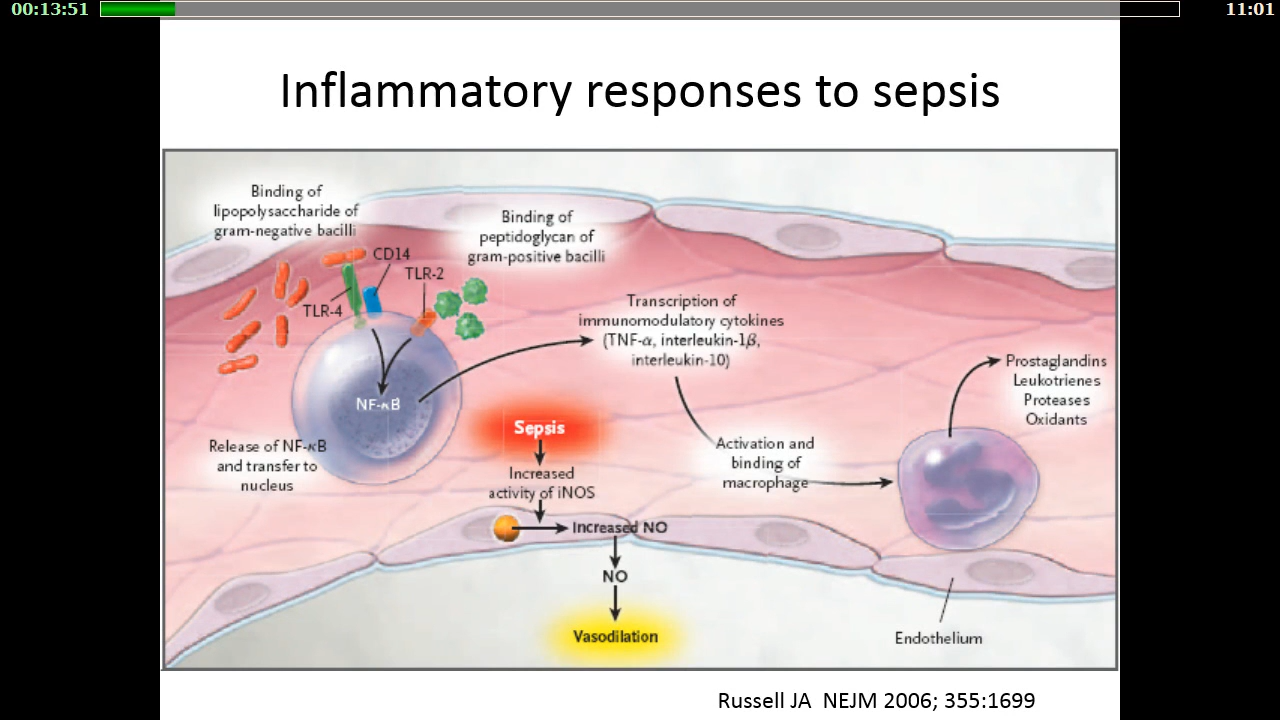 00:13:51
11:01
Inflammatory responses to sepsis
Binding of
lipopolysaccharide of
gram-negative bacilli
CD14
TLR-2
TLR-4
Binding of
peptidoglycan of
gram-positive bacilli
Transcription of
immunomodulatory cytokines
(TNF-α, interleukin-1β,
interleukin-10)
NF-κB
Release of NF-κB
and transfer to
nucleus
Sepsis
Increased
activity of iNOS
Increased NO
NO
Vasodilation
Activation and
binding of
macrophage
Prostaglandins
Leukotrienes
Proteases
Oxidants
Endothelium
Russell JA NEJM 2006; 355:1699